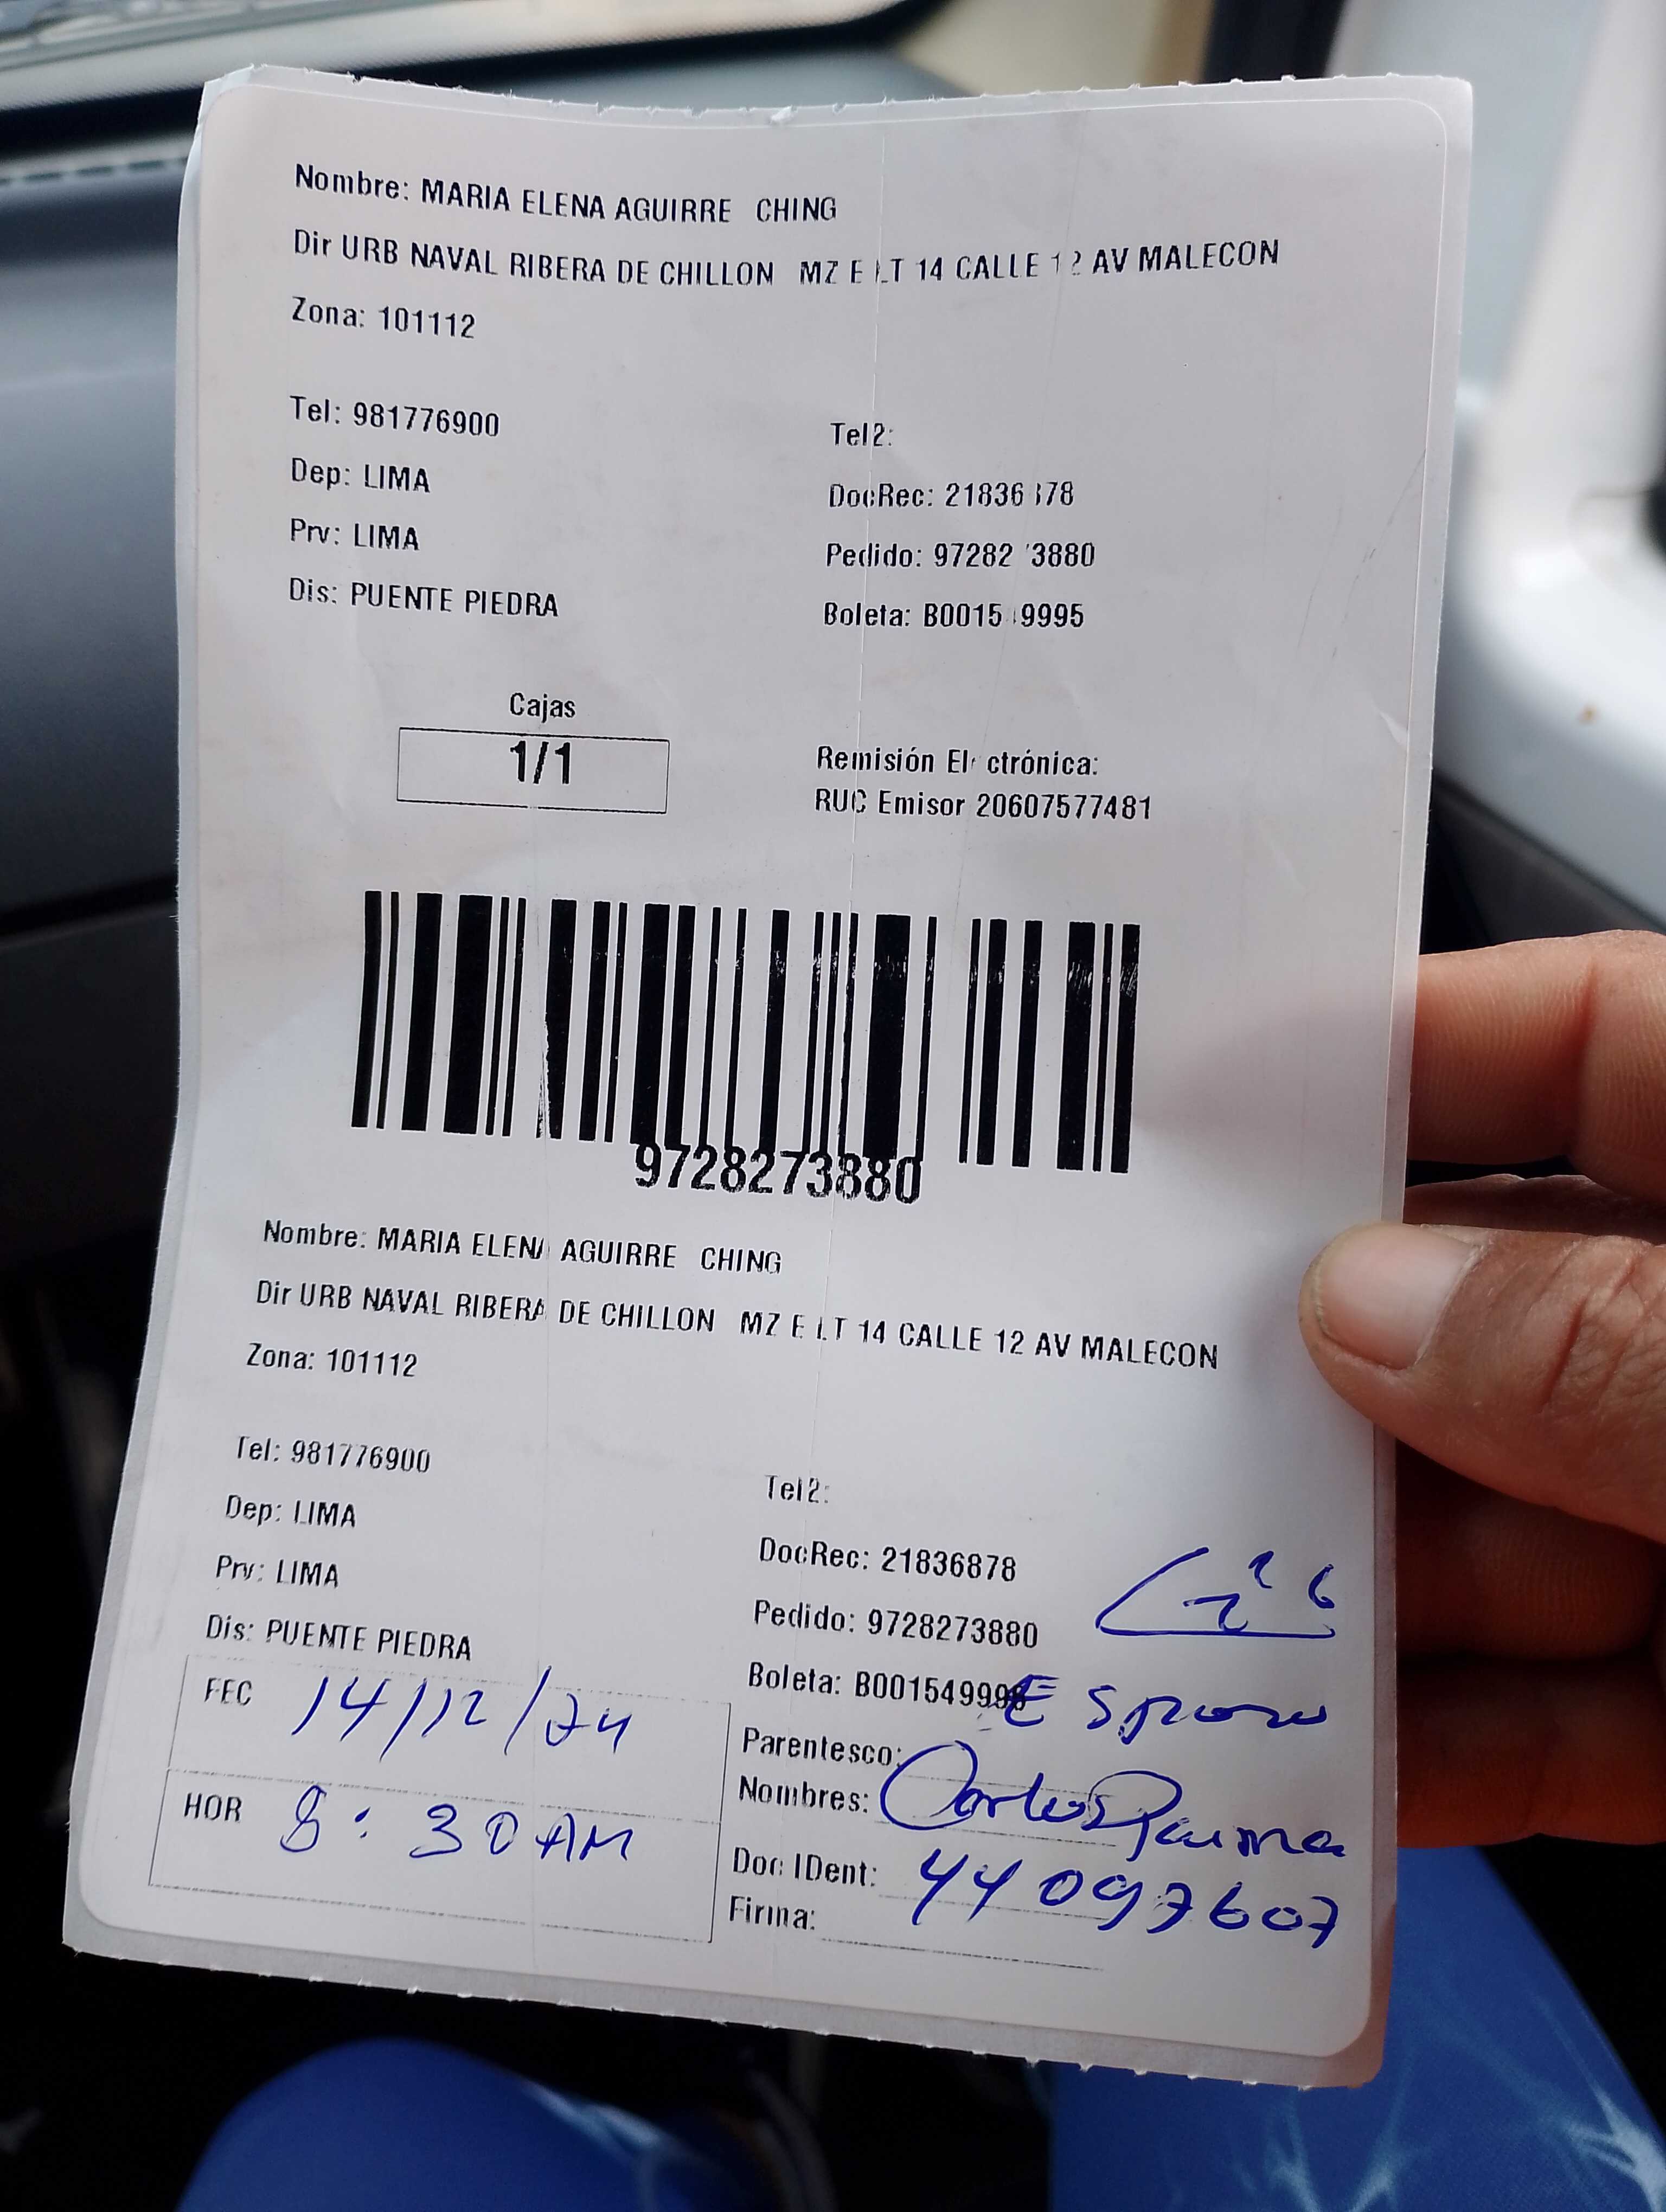 Nombre: MARIA ELENA AGUIRRE CHING
Dir URB NAVAL RIBERA DE CHILLON MZ E LT 14 CALLE 12 AV MALECON
Zona: 101112
Tel: 981776900
Tel2:
Dep: LIMA
DocRec: 21836878
Prv: LIMA
Pedido: 9728273880
Dis: PUENTE PIEDRA
Boleta: B001549995
Cajas
1/1
Remisión Electrónica:
RUC Emisor 20607577481
9728273880
Nombre: MARIA ELENA AGUIRRE CHING
Dir URB NAVAL RIBERA DE CHILLON MZ E LT 14 CALLE 12 AV MALECON
Zona: 101112
Tel: 981776900
Tel2:
Dep: LIMA
DocRec: 21836878
Prv: LIMA
Pedido: 9728273880
Dis: PUENTE PIEDRA
Boleta: B001549995
FEC 14/12/24
Parentesco: Esposo
HOR 8:30 AM
Nombres: Carlos
Doc IDent: 44097607
Firma: